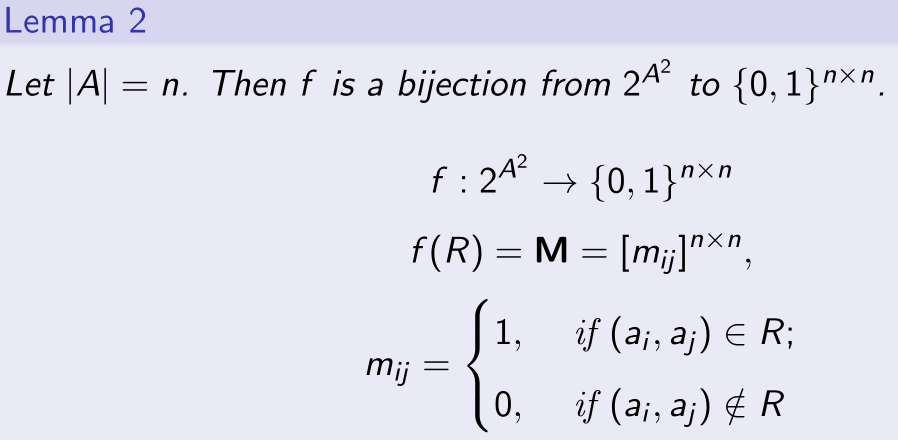 Lemma 2
Let |A| = n. Then f is a bijection from 2^{A^2} to {0, 1}^{n×n}.
f : 2^{A^2} → {0, 1}^{n×n}
f(R) = M = [m_{ij}]^{n×n},
m_{ij} = { 1, if (a_i, a_j) ∈ R;
0, if (a_i, a_j) ∉ R